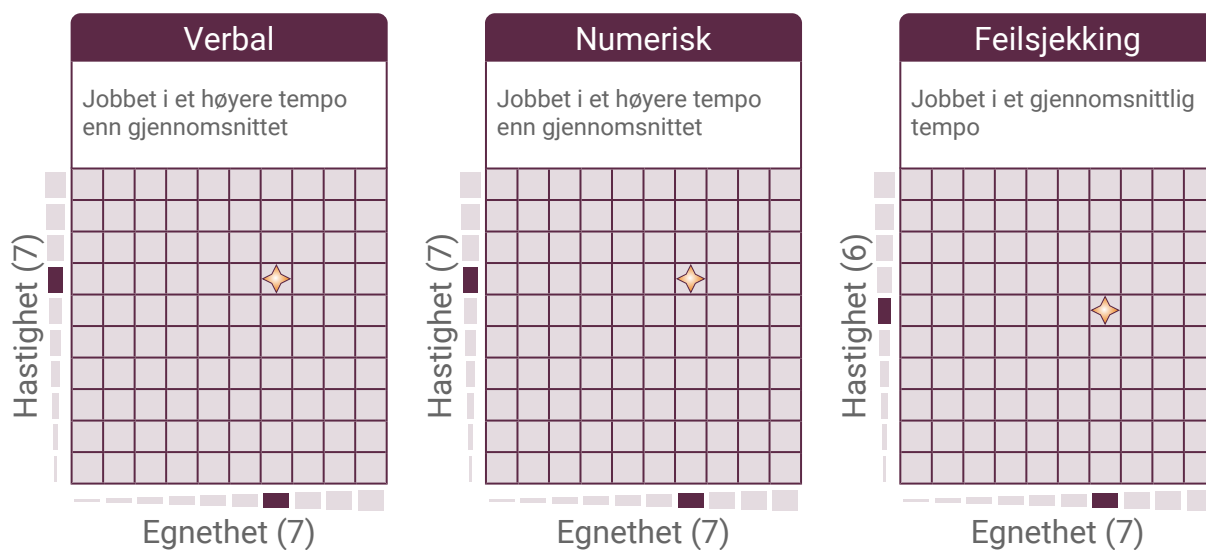 Verbal
Jobbet i et høyere tempo
enn gjennomsnittet
Hastighet (7)
Egnethet (7)
Numerisk
Jobbet i et høyere tempo
enn gjennomsnittet
Hastighet (7)
Egnethet (7)
Feilsjekking
Jobbet i et gjennomsnittlig
tempo
Hastighet (6)
Egnethet (7)